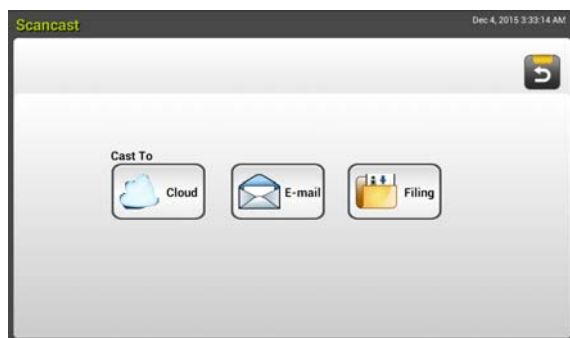 Scancast
Dec 4, 2015 3:33:14 AM
Cast To
Cloud
E-mail
Filing